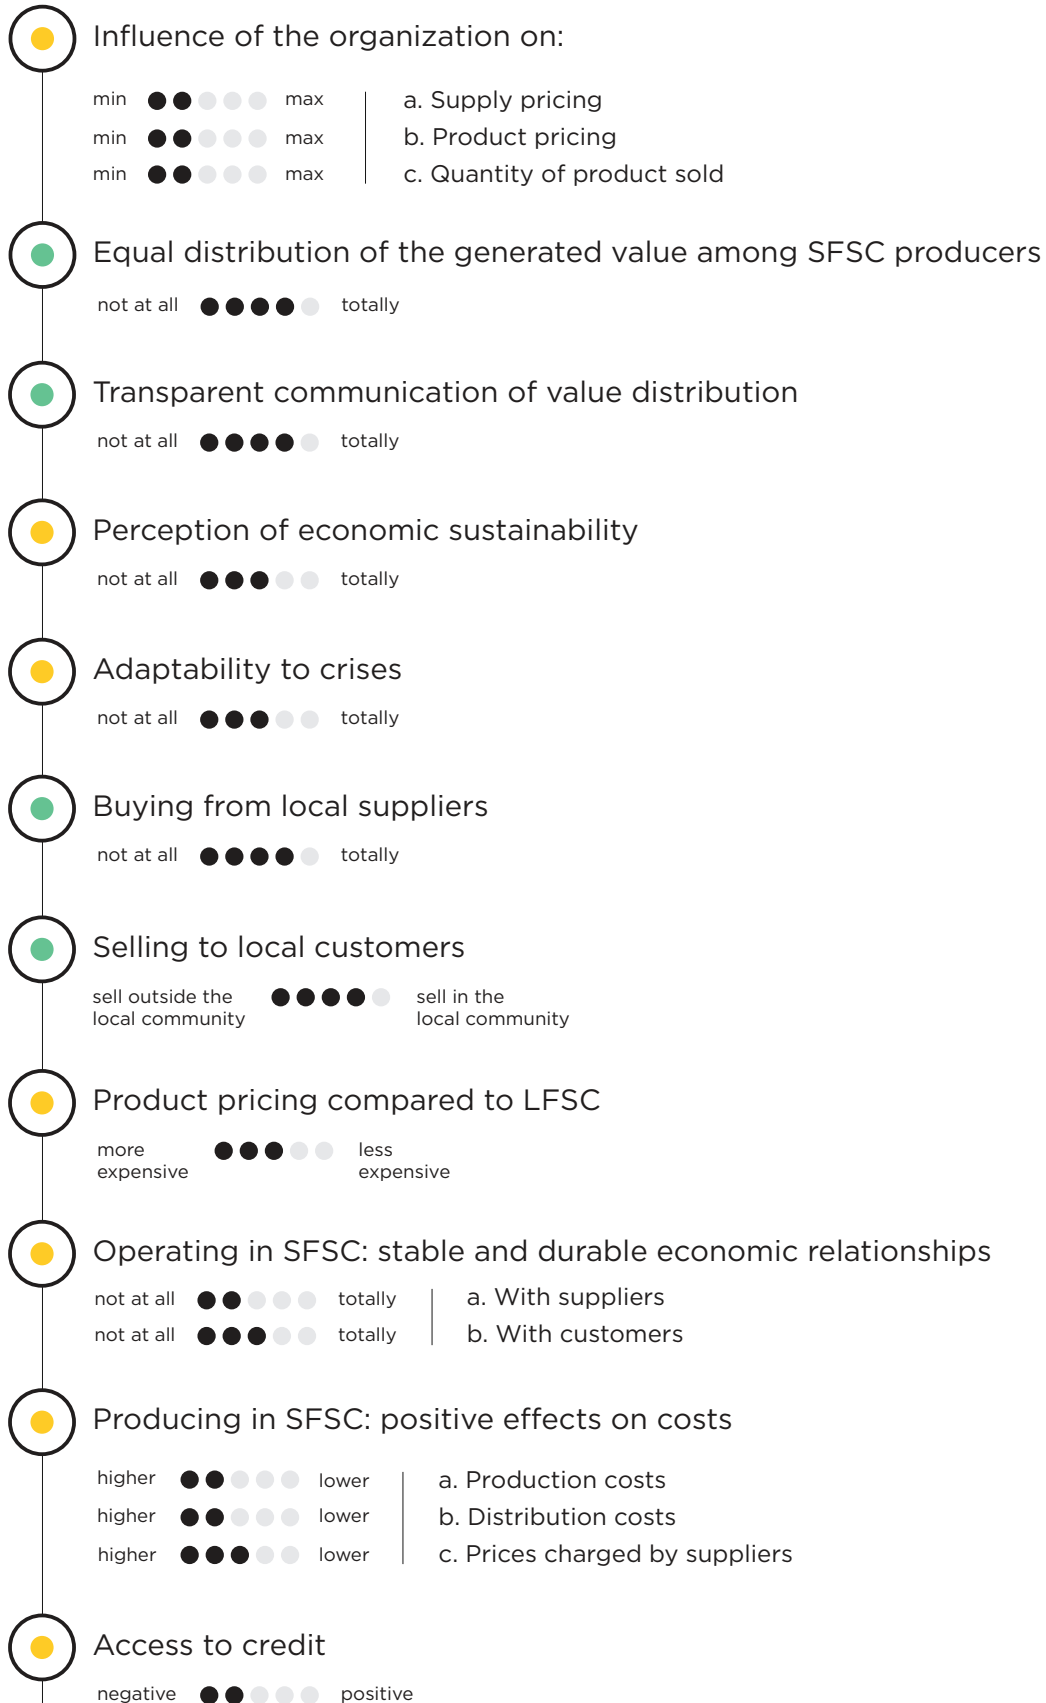 Influence of the organization on:
min max a. Supply pricing
min max b. Product pricing
min max c. Quantity of product sold
Equal distribution of the generated value among SFSC producers
not at all totally
Transparent communication of value distribution
not at all totally
Perception of economic sustainability
not at all totally
Adaptability to crises
not at all totally
Buying from local suppliers
not at all totally
Selling to local customers
sell outside the sell in the
local community local community
Product pricing compared to LFSC
more less
expensive expensive
Operating in SFSC: stable and durable economic relationships
not at all totally a. With suppliers
not at all totally b. With customers
Producing in SFSC: positive effects on costs
higher lower a. Production costs
higher lower b. Distribution costs
higher lower c. Prices charged by suppliers
Access to credit
negative positive